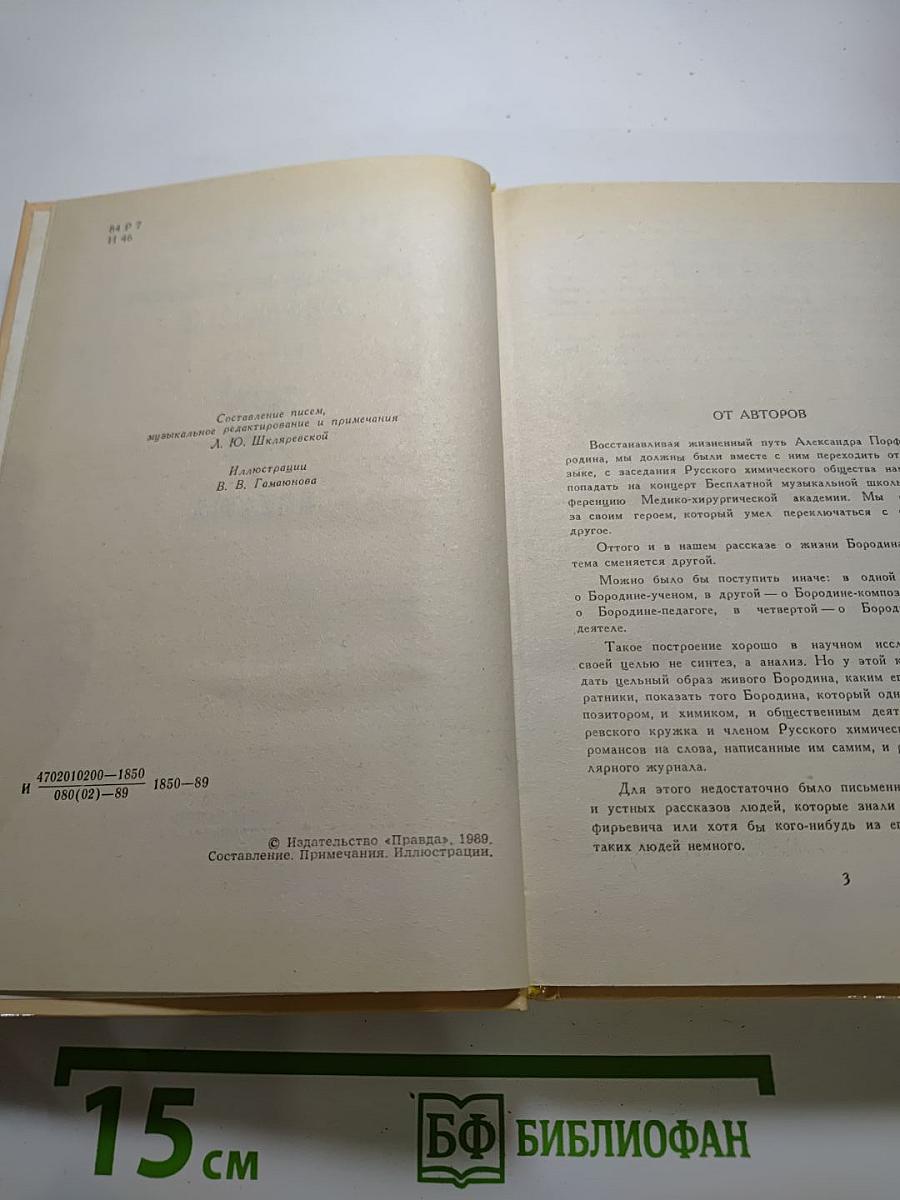 84 Р 7
И 46
Составление писем,
музыкальное редактирование и примечания
Л. Ю. Шкляревской
Иллюстрации
В. В. Гамаюнова
И 4702010200—1850 1850—89
080(02)—89
© Издательство «Правда», 1989.
Составление. Примечания. Иллюстрации.
ОТ АВТОРОВ
Восстанавливая жизненный путь Александра Порф
родина, мы должны были вместе с ним переходить от
зыке, с заседания Русского химического общества
попадать на концерт Бесплатной музыкальной школы
ференцию Медико-хирургической академии. Мы
за своим героем, который умел переключаться с
другое.
Оттого и в нашем рассказе о жизни Бородина
тема сменяется другой.
Можно было бы поступить иначе: в одной
о Бородине-ученом, в другой — о Бородине-композ
о Бородине-педагоге, в четвертой — о Бород
деятеле.
Такое построение хорошо в научном иссл
своей целью не синтез, а анализ. Но у этой к
дать цельный образ живого Бородина, каким ег
ратники, показать того Бородина, который одн
позитором, и химиком, и общественным деят
ревского кружка и членом Русского химическ
романсов на слова, написанные им самим, и р
лярного журнала.
Для этого недостаточно было письменн
и устных рассказов людей, которые знали
фирьевича или хотя бы кого-нибудь из ег
таких людей немного.
3
15 см
БФ БИБЛИОФАН